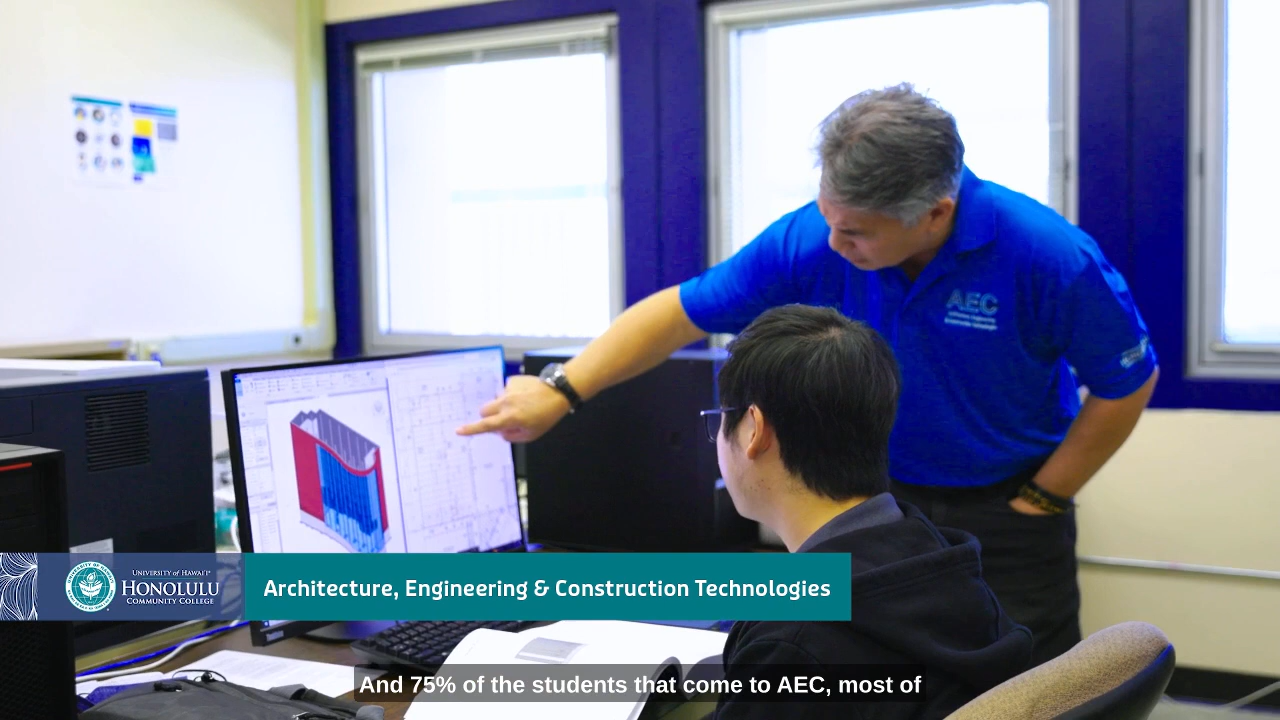 AEC
UNIVERSITY OF HAWAI'I®
HONOLULU
COMMUNITY COLLEGE
Architecture, Engineering & Construction Technologies
And 75% of the students that come to AEC, most of